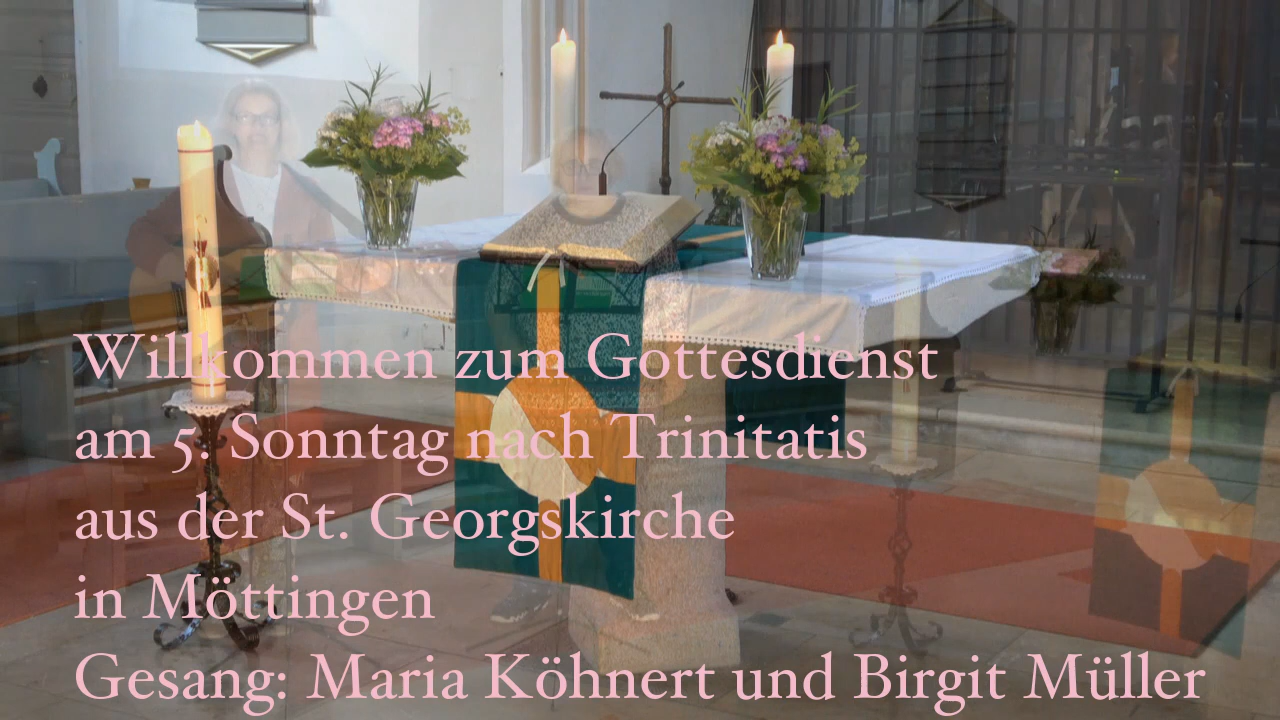 Willkommen zum Gottesdienst
am 5. Sonntag nach Trinitatis
aus der St. Georgskirche
in Möttingen
Gesang: Maria Köhnert und Birgit Müller